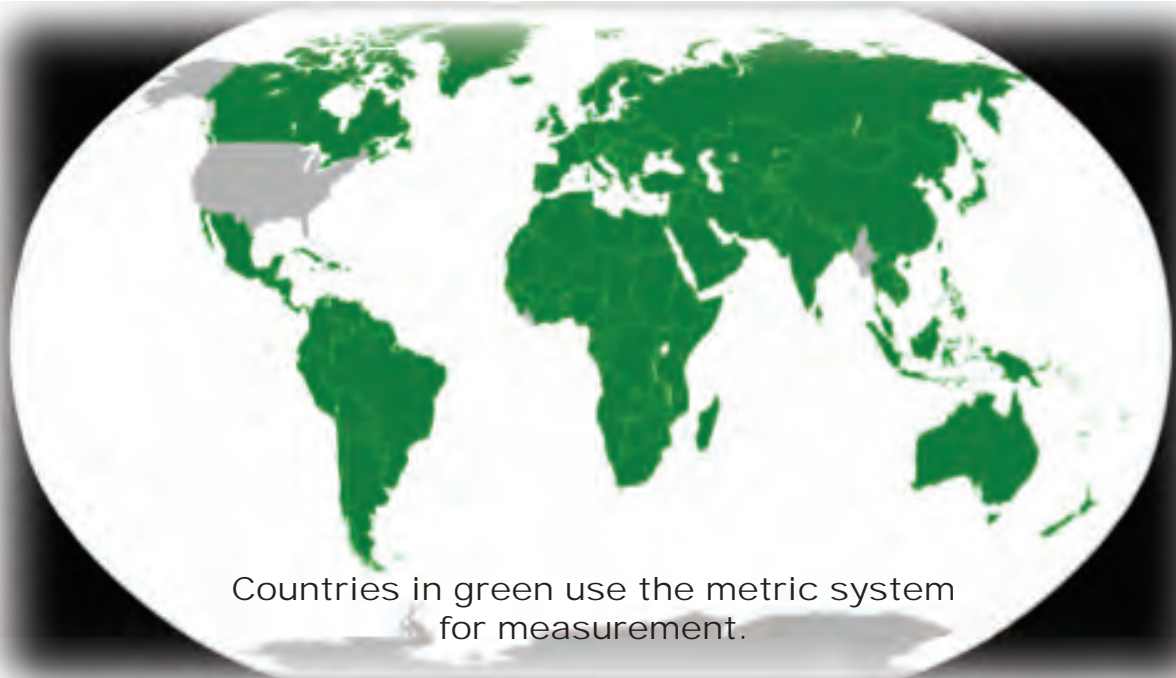 Countries in green use the metric system
for measurement.